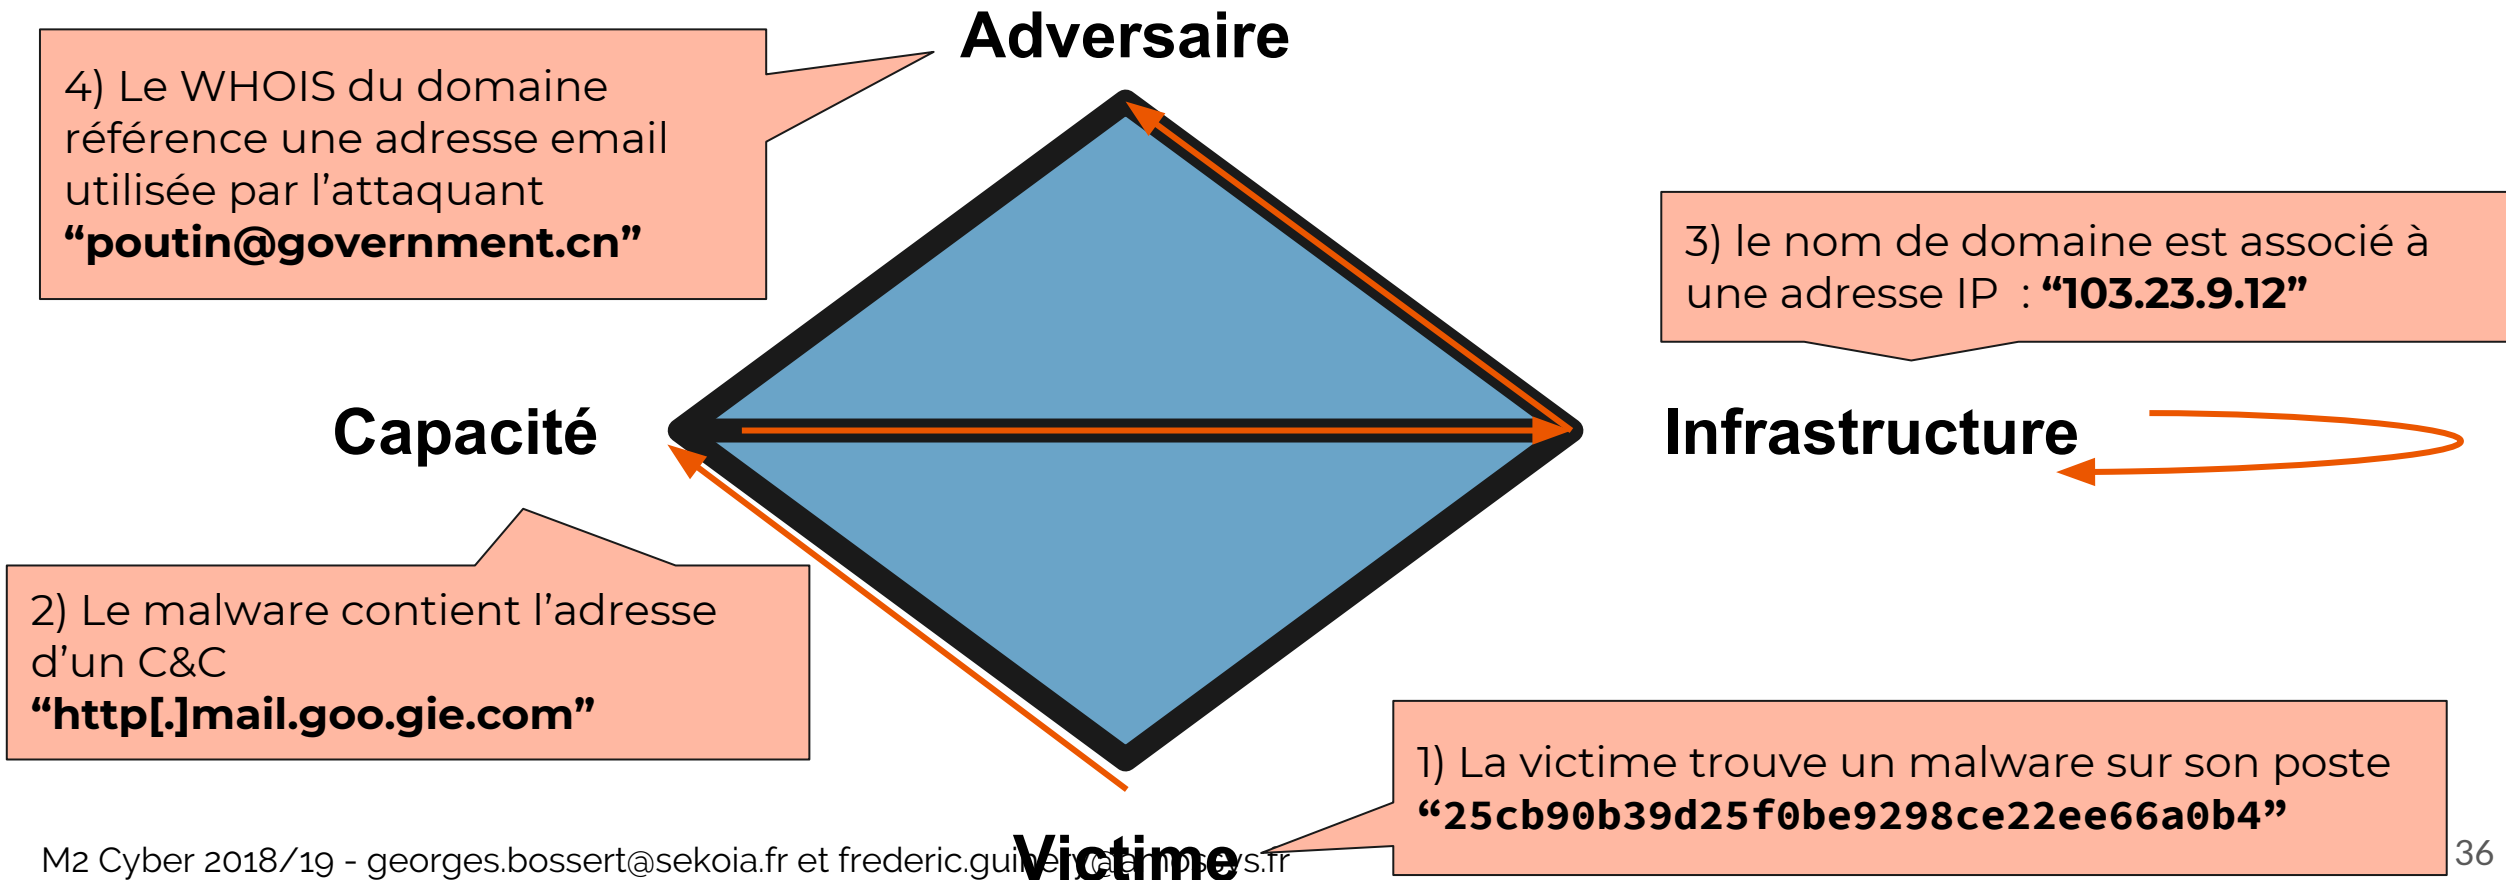 Adversaire
4) Le WHOIS du domaine
référence une adresse email
utilisée par l’attaquant
“poutin@government.cn”
3) le nom de domaine est associé à
une adresse IP : “103.23.9.12”
Capacité
Infrastructure
2) Le malware contient l’adresse
d’un C&C
“http[.]mail.goo.gie.com”
1) La victime trouve un malware sur son poste
“25cb90b39d25f0be9298ce22ee66a0b4”
Victime
M2 Cyber 2018/19 - georges.bossert@sekoia.fr et
36